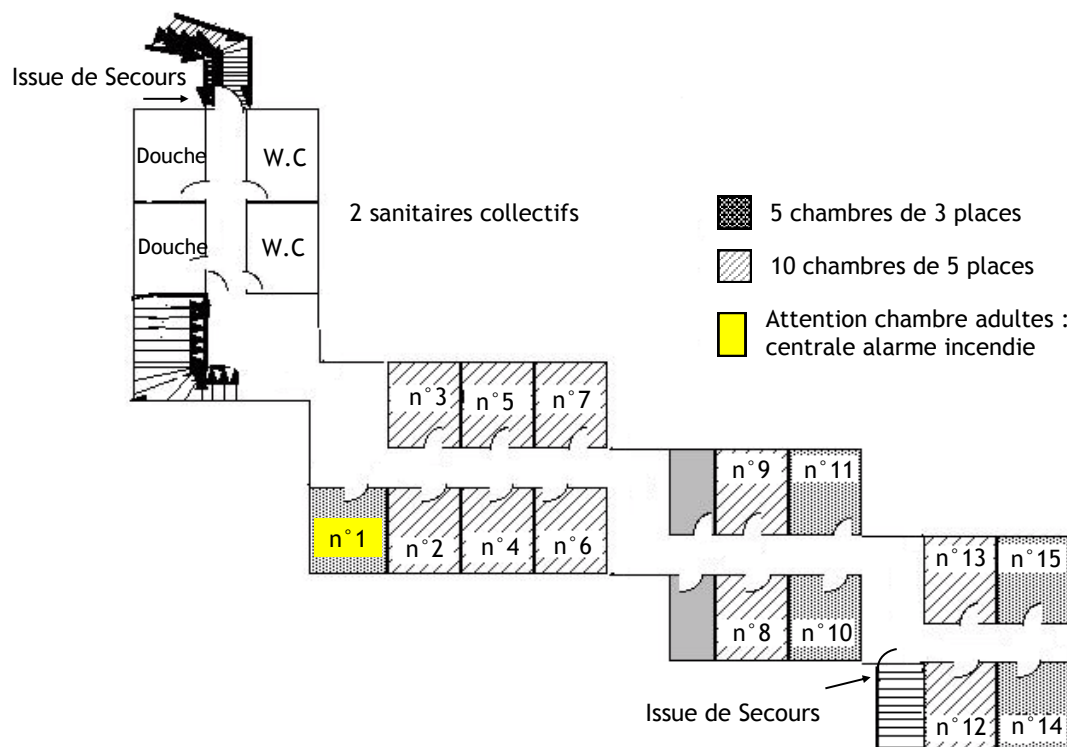 Issue de Secours
Douche
W.C
2 sanitaires collectifs
Douche
W.C
5 chambres de 3 places
10 chambres de 5 places
Attention chambre adultes :
centrale alarme incendie
n°3
n°5
n°7
n°1
n°2
n°4
n°6
n°9
n°11
n°8
n°10
n°13
n°15
Issue de Secours
n°12
n°14